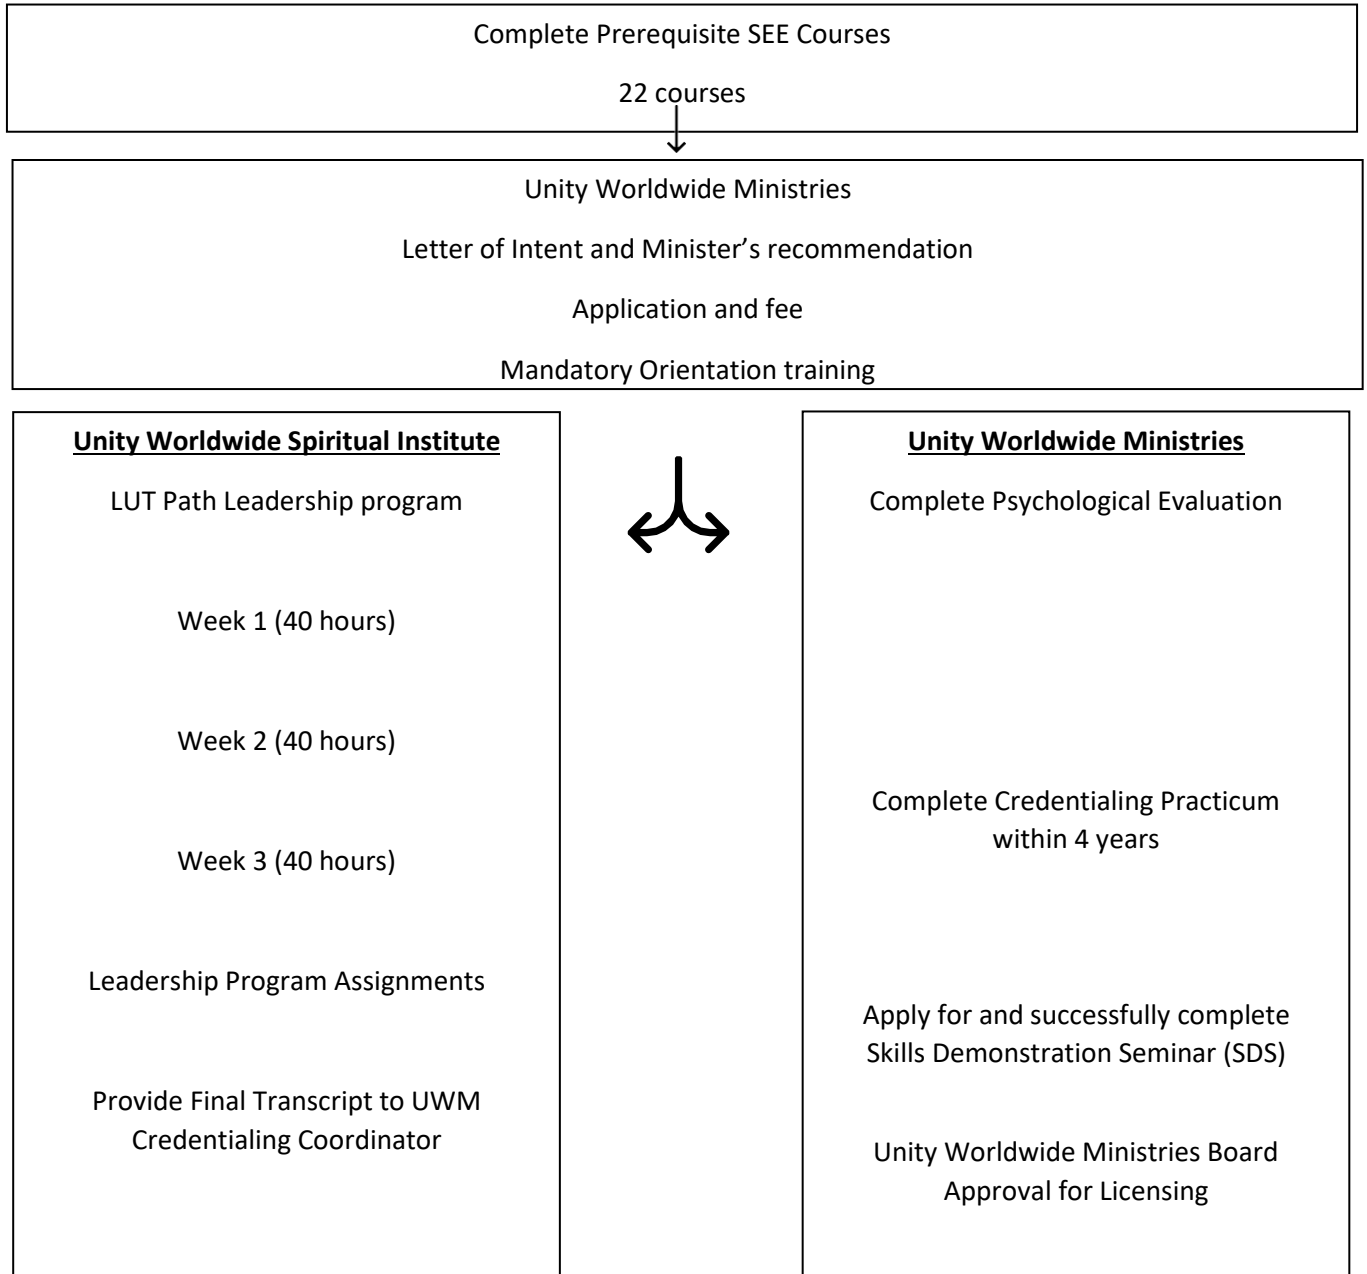 Complete Prerequisite SEE Courses
22 courses
Unity Worldwide Ministries
Letter of Intent and Minister’s recommendation
Application and fee
Mandatory Orientation training
Unity Worldwide Spiritual Institute
LUT Path Leadership program
Week 1 (40 hours)
Week 2 (40 hours)
Week 3 (40 hours)
Leadership Program Assignments
Provide Final Transcript to UWM
Credentialing Coordinator
Unity Worldwide Ministries
Complete Psychological Evaluation
Complete Credentialing Practicum
within 4 years
Apply for and successfully complete
Skills Demonstration Seminar (SDS)
Unity Worldwide Ministries Board
Approval for Licensing